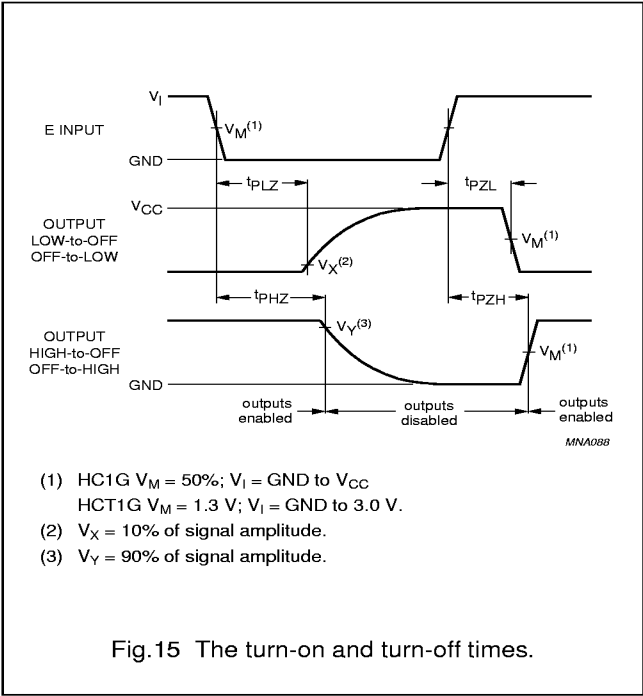 V_I
E INPUT
V_M(1)
GND
t_PLZ
t_PZL
V_CC
OUTPUT
LOW-to-OFF
OFF-to-LOW
V_M(1)
V_X(2)
t_PHZ
t_PZH
V_Y(3)
OUTPUT
HIGH-to-OFF
OFF-to-HIGH
V_M(1)
GND
outputs
enabled
outputs
disabled
outputs
enabled
MNA088
(1) HC1G V_M = 50%; V_I = GND to V_CC
HCT1G V_M = 1.3 V; V_I = GND to 3.0 V.
(2) V_X = 10% of signal amplitude.
(3) V_Y = 90% of signal amplitude.
Fig.15 The turn-on and turn-off times.